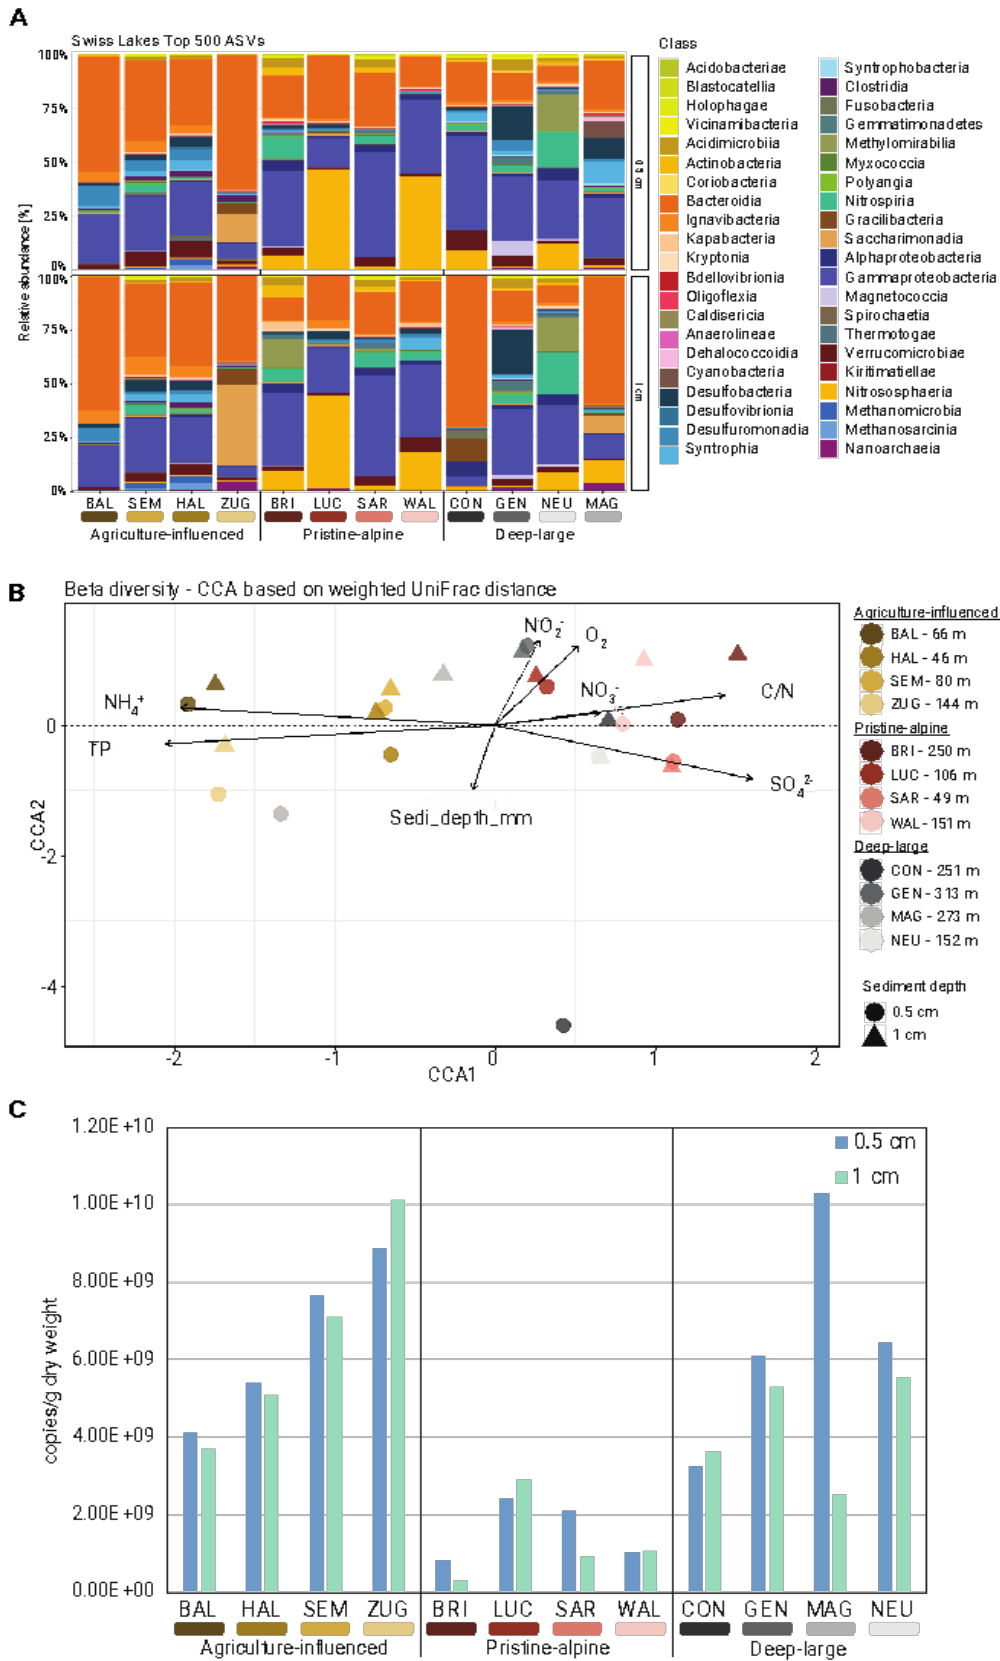 A
Swiss Lakes Top 500 ASVs
Relative abundance [%]
100%
75%
50%
25%
0%
0.5 cm
100%
75%
50%
25%
0%
1 cm
BAL SEM HAL ZUG BRI LUC SAR WAL CON GEN NEU MAG
Agriculture-influenced Pristine-alpine Deep-large
Class
Acidobacteriae
Blastocatellia
Holophagae
Vicinamibacteria
Acidimicrobiia
Actinobacteria
Coriobacteria
Bacteroidia
Ignavibacteria
Kapabacteria
Kryptonia
Bdellovibrionia
Oligoflexia
Caldisericia
Anaerolineae
Dehalococcoidia
Cyanobacteria
Desulfobacteria
Desulfovibrionia
Desulfuromonadia
Syntrophia
Syntrophobacteria
Clostridia
Fusobacteria
Gemmatimonadetes
Methylomirabilia
Myxococcia
Polyangia
Nitrospiria
Gracilibacteria
Saccharimonadia
Alphaproteobacteria
Gammaproteobacteria
Magnetococcia
Spirochaetia
Thermotogae
Verrucomicrobiae
Kiritimatiellae
Nitrososphaeria
Methanomicrobia
Methanosarcinia
Nanoarchaeia
B
Beta diversity - CCA based on weighted UniFrac distance
NO₂⁻
O₂
NO₃⁻
C/N
NH₄⁺
TP
SO₄²⁻
Sedi_depth_mm
CCA2
0
-2
-4
-2 -1 0 1 2
CCA1
Agriculture-influenced
BAL - 66 m
HAL - 46 m
SEM - 80 m
ZUG - 144 m
Pristine-alpine
BRI - 250 m
LUC - 106 m
SAR - 49 m
WAL - 151 m
Deep-large
CON - 251 m
GEN - 313 m
MAG - 273 m
NEU - 152 m
Sediment depth
0.5 cm
1 cm
C
copies/g dry weight
1.20E+10
1.00E+10
8.00E+09
6.00E+09
4.00E+09
2.00E+09
0.00E+00
0.5 cm
1 cm
BAL HAL SEM ZUG BRI LUC SAR WAL CON GEN MAG NEU
Agriculture-influenced Pristine-alpine Deep-large